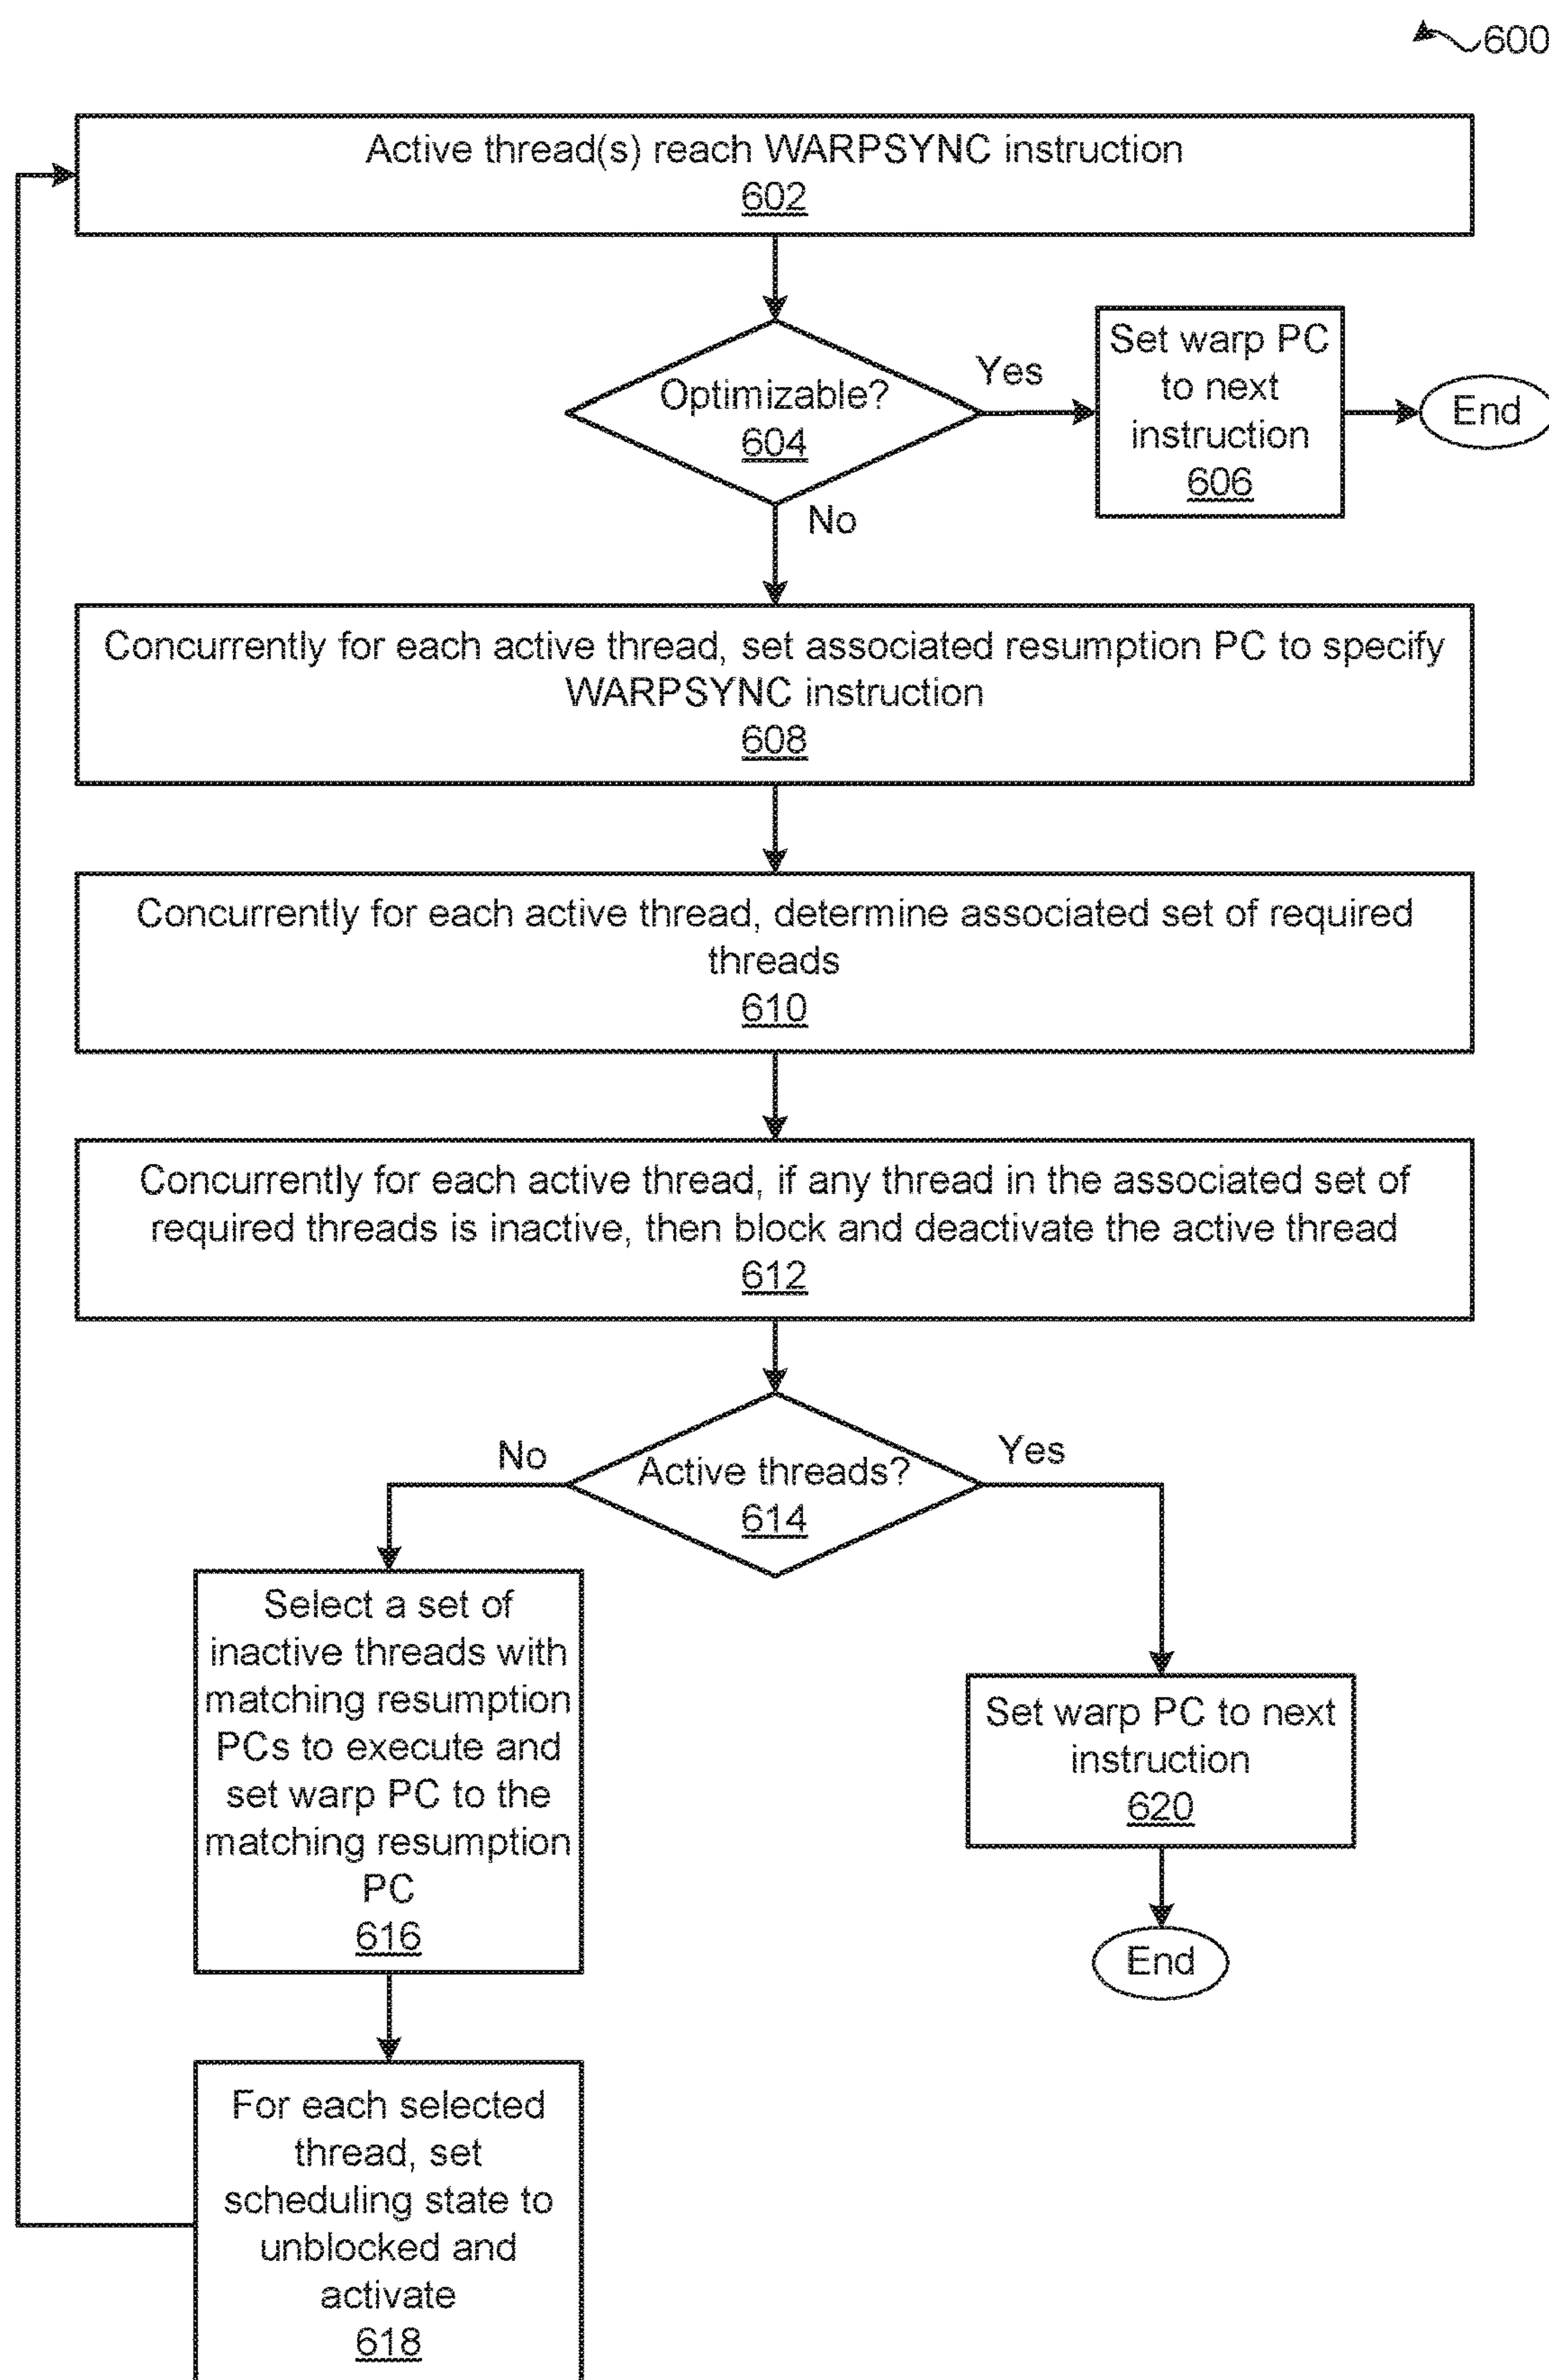 600
Active thread(s) reach WARPSYNC instruction
602
Optimizable?
604
Yes
Set warp PC
to next
instruction
606
End
No
Concurrently for each active thread, set associated resumption PC to specify
WARPSYNC instruction
608
Concurrently for each active thread, determine associated set of required
threads
610
Concurrently for each active thread, if any thread in the associated set of
required threads is inactive, then block and deactivate the active thread
612
No
Active threads?
614
Yes
Select a set of
inactive threads with
matching resumption
PCs to execute and
set warp PC to the
matching resumption
PC
616
Set warp PC to next
instruction
620
End
For each selected
thread, set
scheduling state to
unblocked and
activate
618